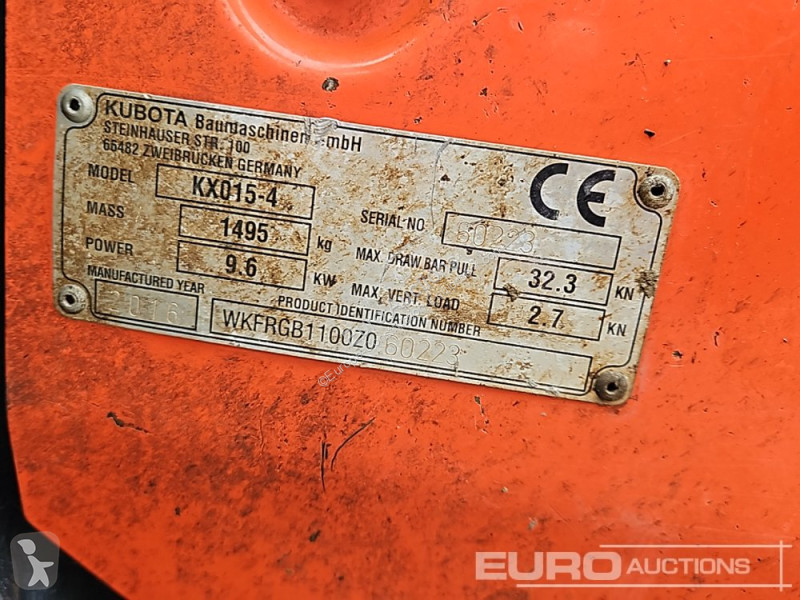 KUBOTA Baumaschinen GmbH
STEINHAUSER STR. 100
66482 ZWEIBRÜCKEN GERMANY
MODEL KX015-4
MASS 1495 kg
POWER 9.6 KW
MANUFACTURED YEAR
2016
SERIAL NO 60223
MAX. DRAW BAR PULL 32.3 KN
MAX. VERT. LOAD 2.7 KN
PRODUCT IDENTIFICATION NUMBER
WKFRGB1100Z060223
CE
EURO AUCTIONS